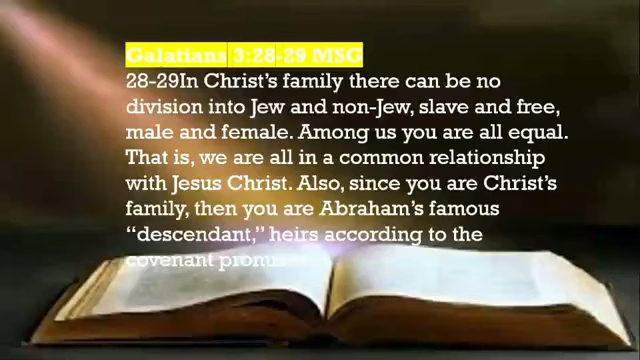 Galatians 3:28-29 MSG
28-29In Christ’s family there can be no
division into Jew and non-Jew, slave and free,
male and female. Among us you are all equal.
That is, we are all in a common relationship
with Jesus Christ. Also, since you are Christ’s
family, then you are Abraham’s famous
“descendant,” heirs according to the
covenant